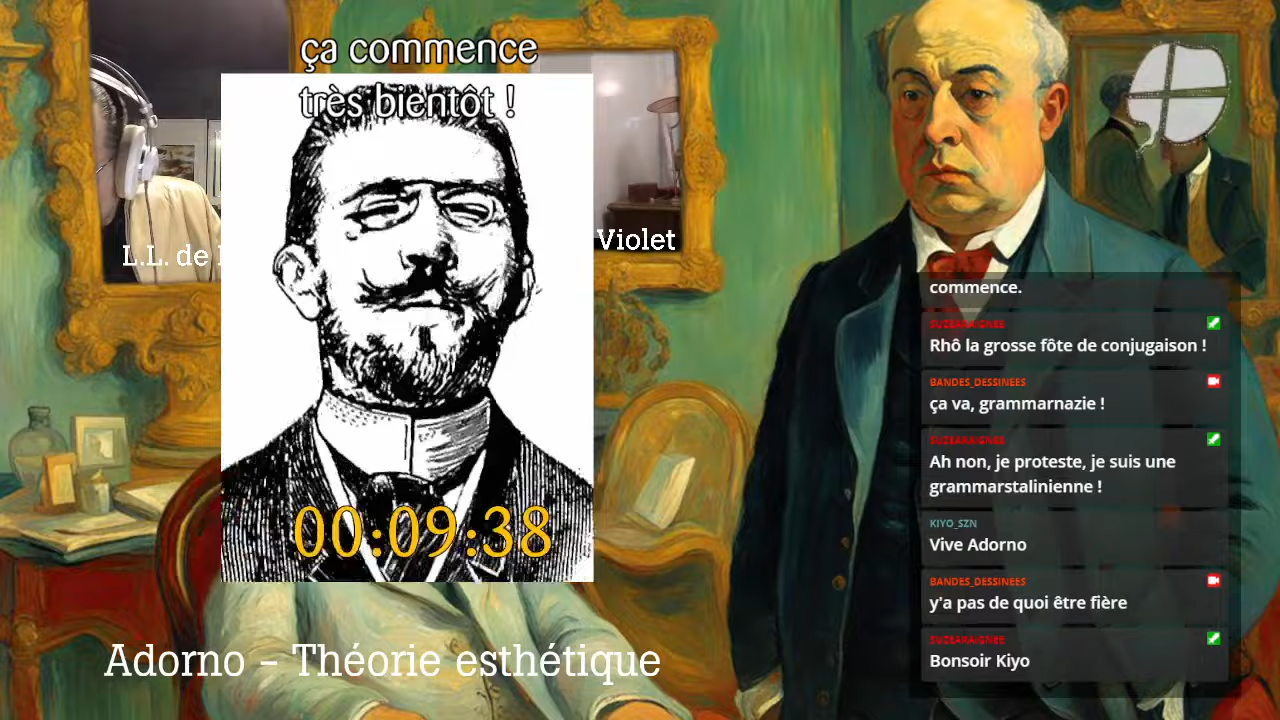 ça commence
très bientôt !
L.L. de
Violet
00:09:38
Adorno – Théorie esthétique
commence.
SUZEARAIGNEE
Rhô la grosse fôte de conjugaison !
BANDES_DESSINEES
ça va, grammarnazie !
SUZEARAIGNEE
Ah non, je proteste, je suis une
grammarstalinienne !
KIYO_SZN
Vive Adorno
BANDES_DESSINEES
y'a pas de quoi être fière
SUZEARAIGNEE
Bonsoir Kiyo